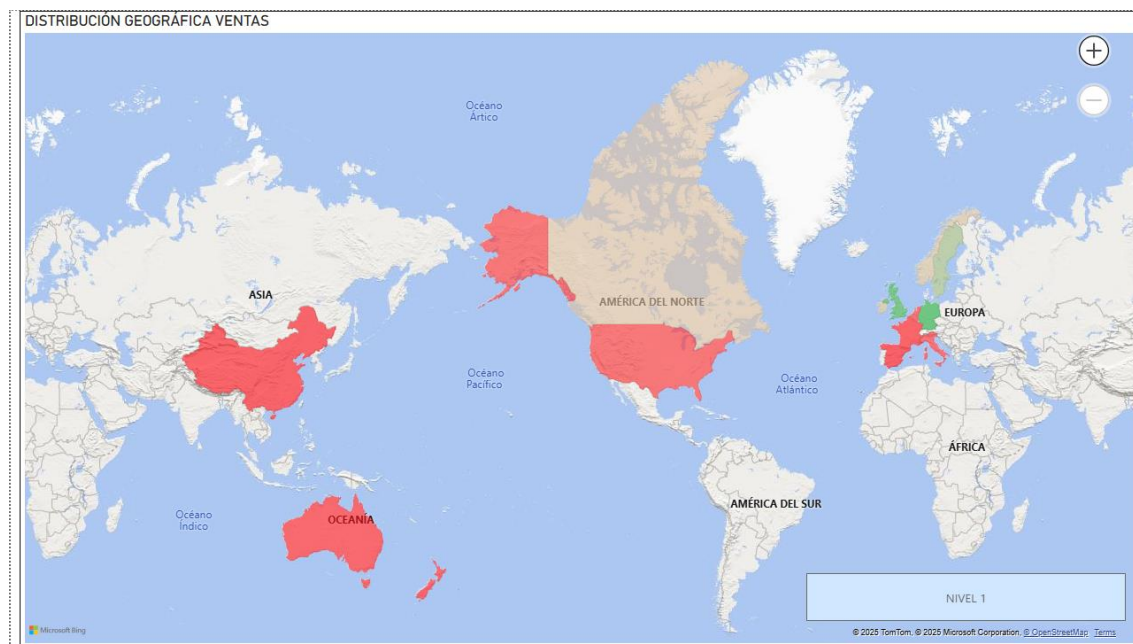 DISTRIBUCIÓN GEOGRÁFICA VENTAS
Océano
Ártico
ASIA
AMÉRICA DEL NORTE
EUROPA
Océano
Pacífico
Océano
Atlántico
ÁFRICA
AMÉRICA DEL SUR
Océano
Índico
OCEANÍA
NIVEL 1
Microsoft Bing
© 2025 TomTom, © 2025 Microsoft Corporation, © OpenStreetMap Terms